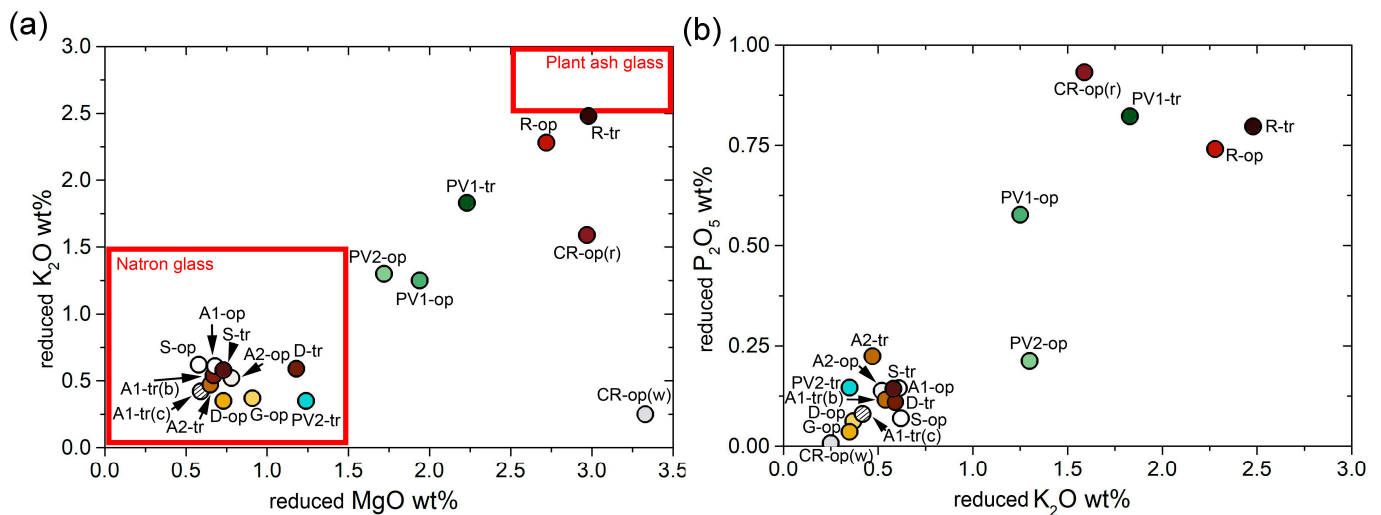 (a)
3.0
2.5
2.0
1.5
1.0
0.5
0.0
reduced K2O wt%
Plant ash glass
R-op
R-tr
PV1-tr
CR-op(r)
PV2-op
PV1-op
Natron glass
A1-op
S-tr
S-op
A2-op
D-tr
A1-tr(b)
A1-tr(c)
A2-tr
D-op
G-op
PV2-tr
CR-op(w)
0.0 0.5 1.0 1.5 2.0 2.5 3.0 3.5
reduced MgO wt%
(b)
1.00
0.75
0.50
0.25
0.00
reduced P2O5 wt%
CR-op(r)
PV1-tr
R-tr
R-op
PV1-op
PV2-op
A2-tr
A2-op
S-tr
PV2-tr
A1-op
A1-tr(b)
D-tr
D-op
S-op
G-op
A1-tr(c)
CR-op(w)
0.0 0.5 1.0 1.5 2.0 2.5 3.0
reduced K2O wt%